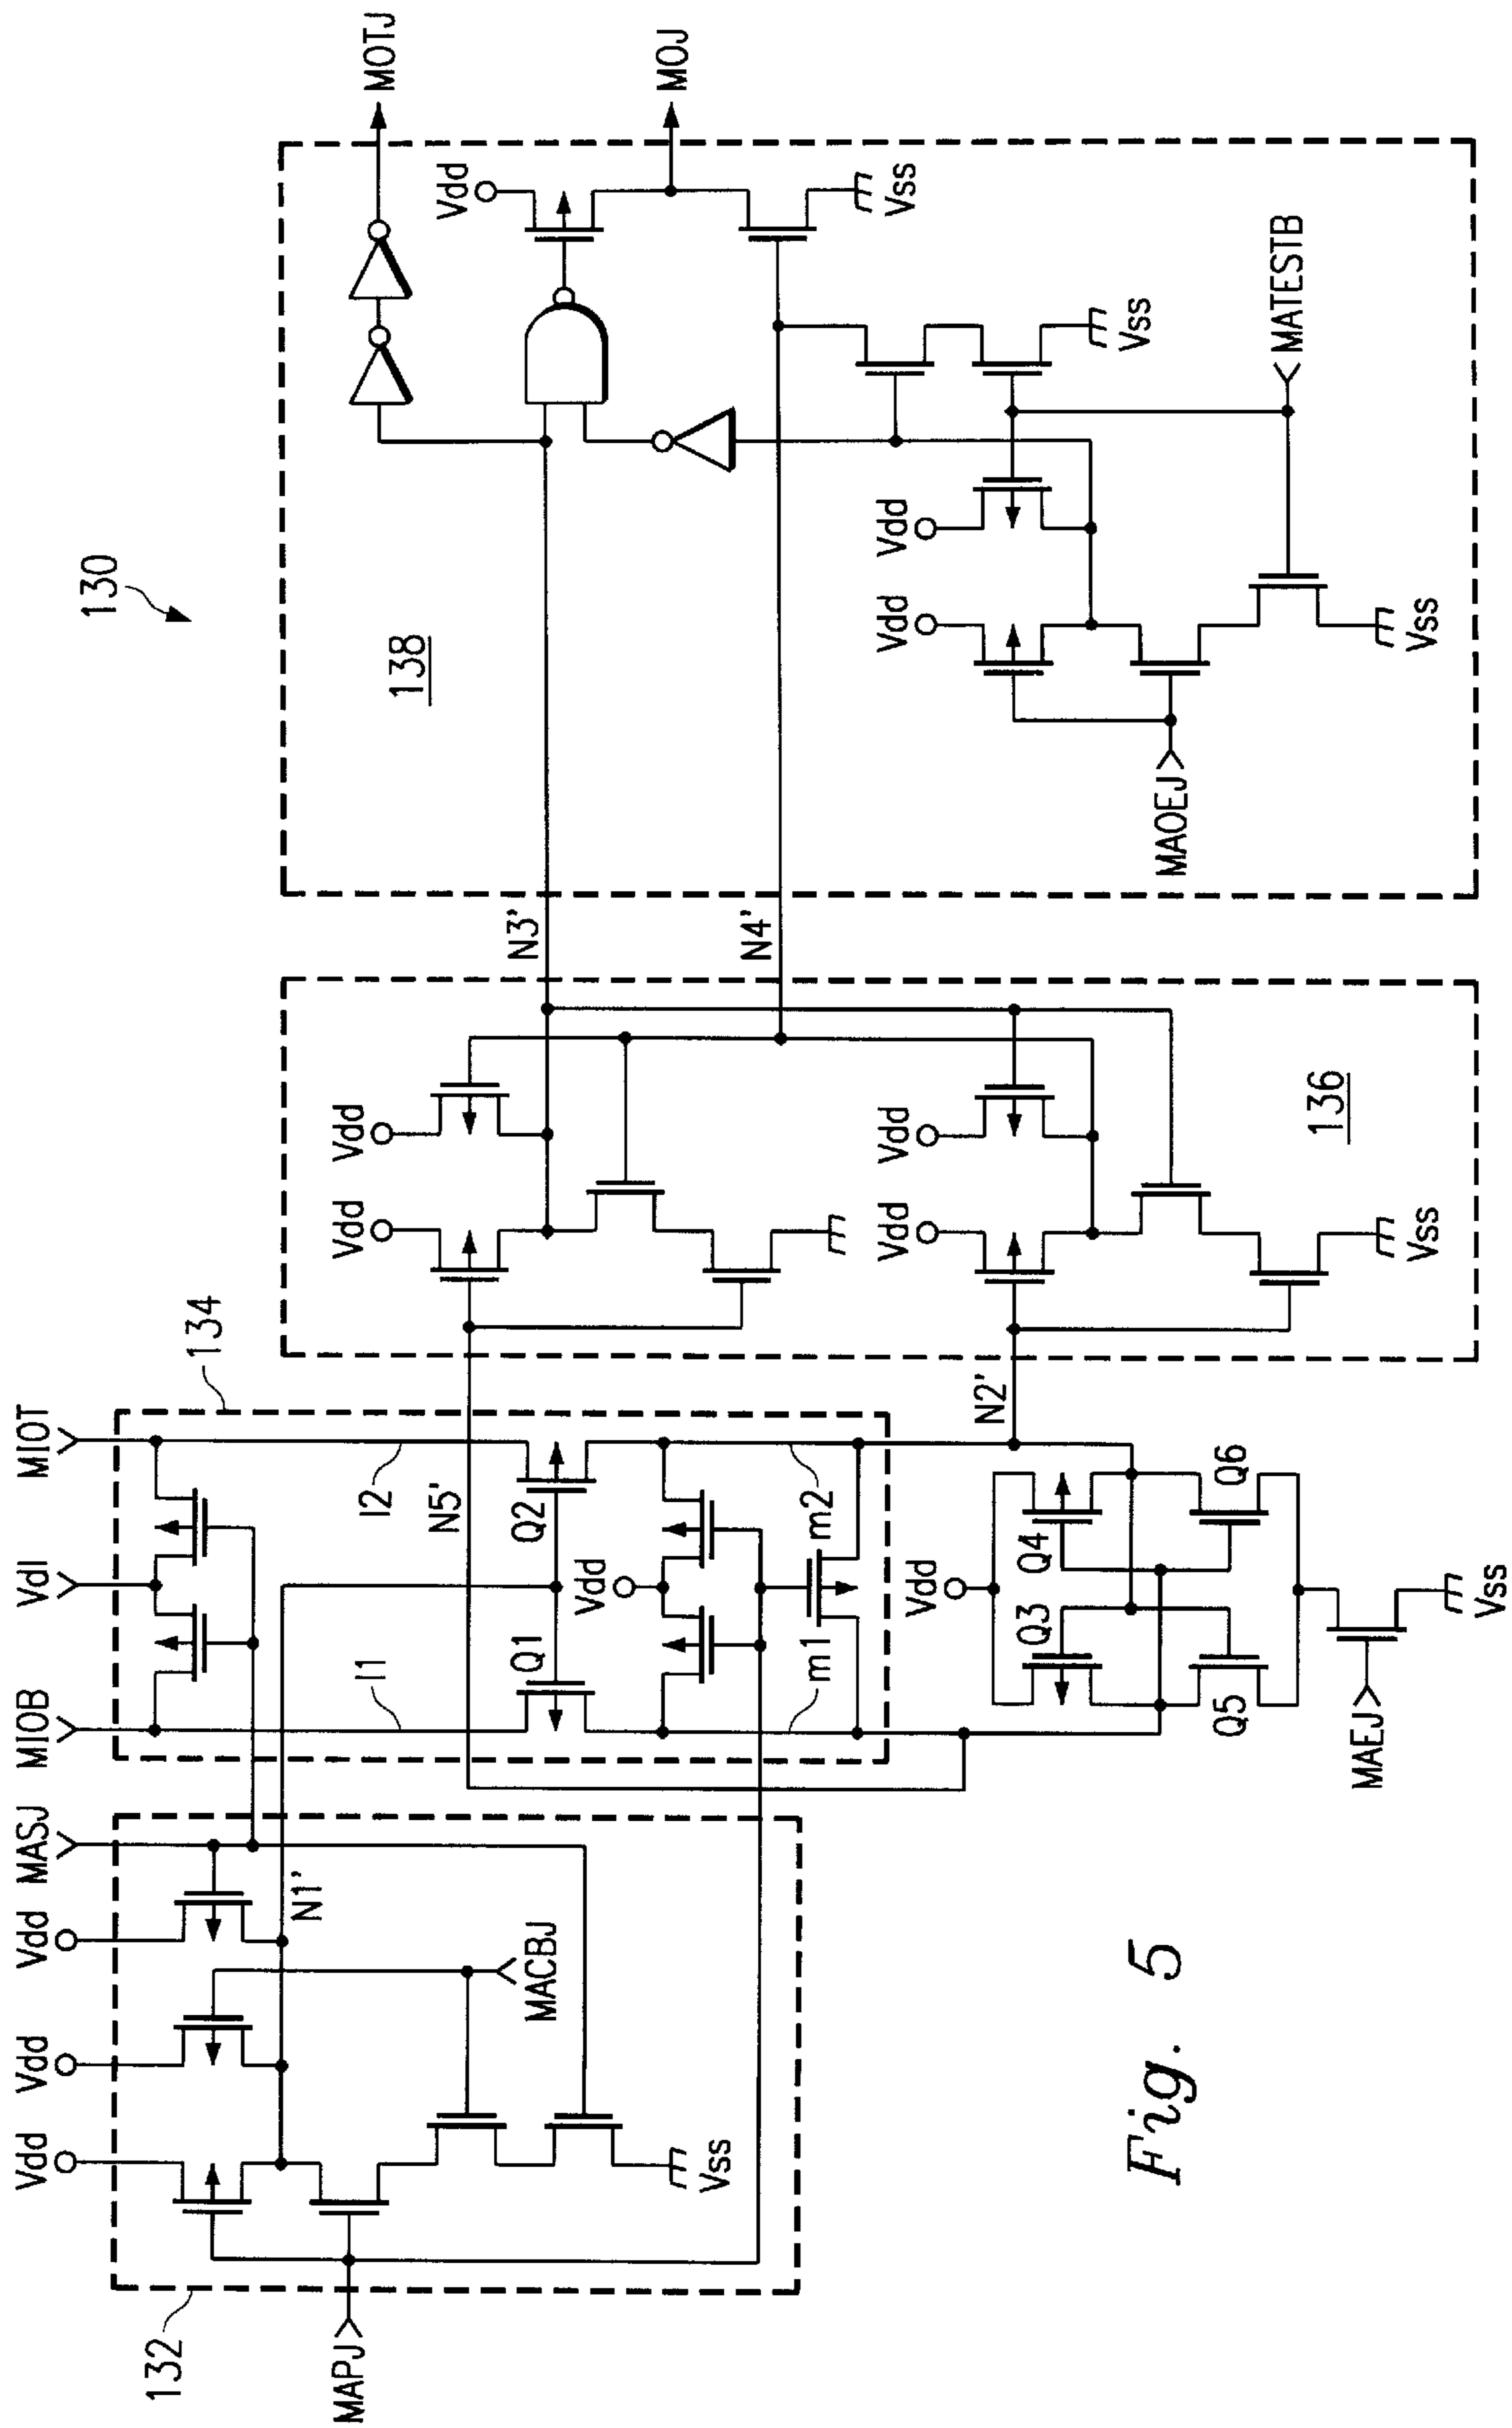 130
MOTJ
MOJ
Vdd
Vss
138
Vss
MATESTB
Vdd
Vdd
Vss
MAOEJ
N3'
N4'
Vdd
Vdd
136
Vdd
Vdd
Vss
134
MIOT
N2'
l2
N5'
Q2
m2
Vdl
Vdd
Q4
Q6
Vdd
Q3
Vss
MIOB
l1
Q1
m1
Q5
MAEJ
MASJ
Vdd
N1'
MACBJ
Vdd
Vdd
Vss
132
MAPJ
Fig. 5